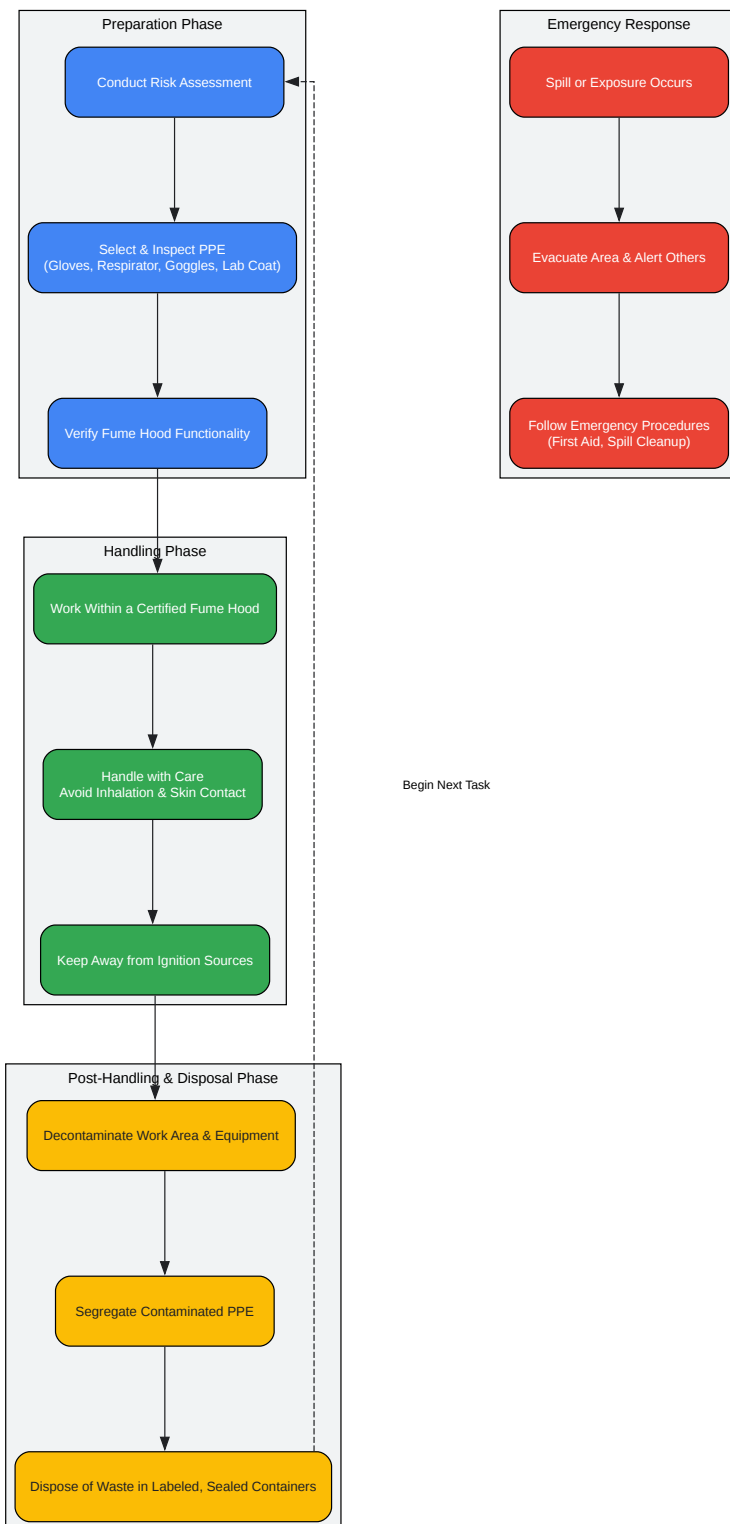 Preparation Phase
Conduct Risk Assessment
Select & Inspect PPE
(Gloves, Respirator, Goggles, Lab Coat)
Verify Fume Hood Functionality
Handling Phase
Work Within a Certified Fume Hood
Handle with Care
Avoid Inhalation & Skin Contact
Keep Away from Ignition Sources
Post-Handling & Disposal Phase
Decontaminate Work Area & Equipment
Segregate Contaminated PPE
Dispose of Waste in Labeled, Sealed Containers
Begin Next Task
Emergency Response
Spill or Exposure Occurs
Evacuate Area & Alert Others
Follow Emergency Procedures
(First Aid, Spill Cleanup)